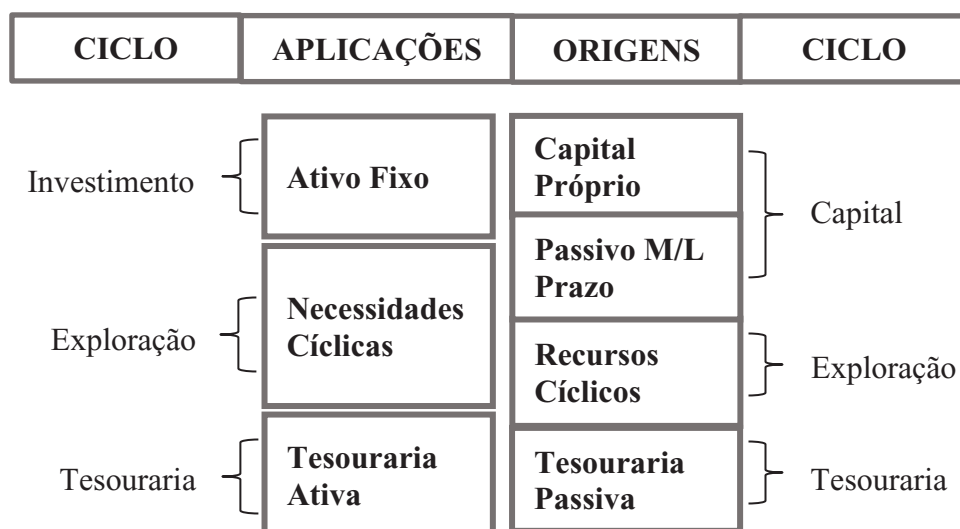 CICLO
APLICAÇÕES
ORIGENS
CICLO
Investimento
Ativo Fixo
Capital
Próprio
Capital
Passivo M/L
Prazo
Exploração
Necessidades
Cíclicas
Recursos
Cíclicos
Exploração
Tesouraria
Tesouraria
Ativa
Tesouraria
Passiva
Tesouraria